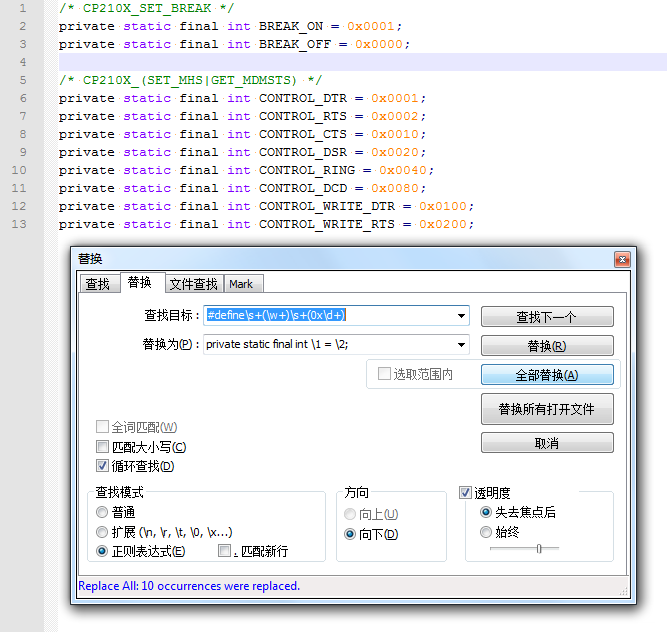 1 /* CP210X_SET_BREAK */
2 private static final int BREAK_ON = 0x0001;
3 private static final int BREAK_OFF = 0x0000;
4
5 /* CP210X_(SET_MHS|GET_MDMSTS) */
6 private static final int CONTROL_DTR = 0x0001;
7 private static final int CONTROL_RTS = 0x0002;
8 private static final int CONTROL_CTS = 0x0010;
9 private static final int CONTROL_DSR = 0x0020;
10 private static final int CONTROL_RING = 0x0040;
11 private static final int CONTROL_DCD = 0x0080;
12 private static final int CONTROL_WRITE_DTR = 0x0100;
13 private static final int CONTROL_WRITE_RTS = 0x0200;
替换
查找 替换 文件查找 Mark
查找目标: #define\s+(\w+)\s+(0x\d+) 查找下一个
替换为(P): private static final int \1 = \2; 替换(R)
选取范围内 全部替换(A)
替换所有打开文件
全词匹配(W)
匹配大小写(C) 取消
循环查找(D)
查找模式 方向 透明度
普通 向上(U) 失去焦点后
扩展 (\n, \r, \t, \0, \x...) 向下(D) 始终
正则表达式(E) . 匹配新行
Replace All: 10 occurrences were replaced.